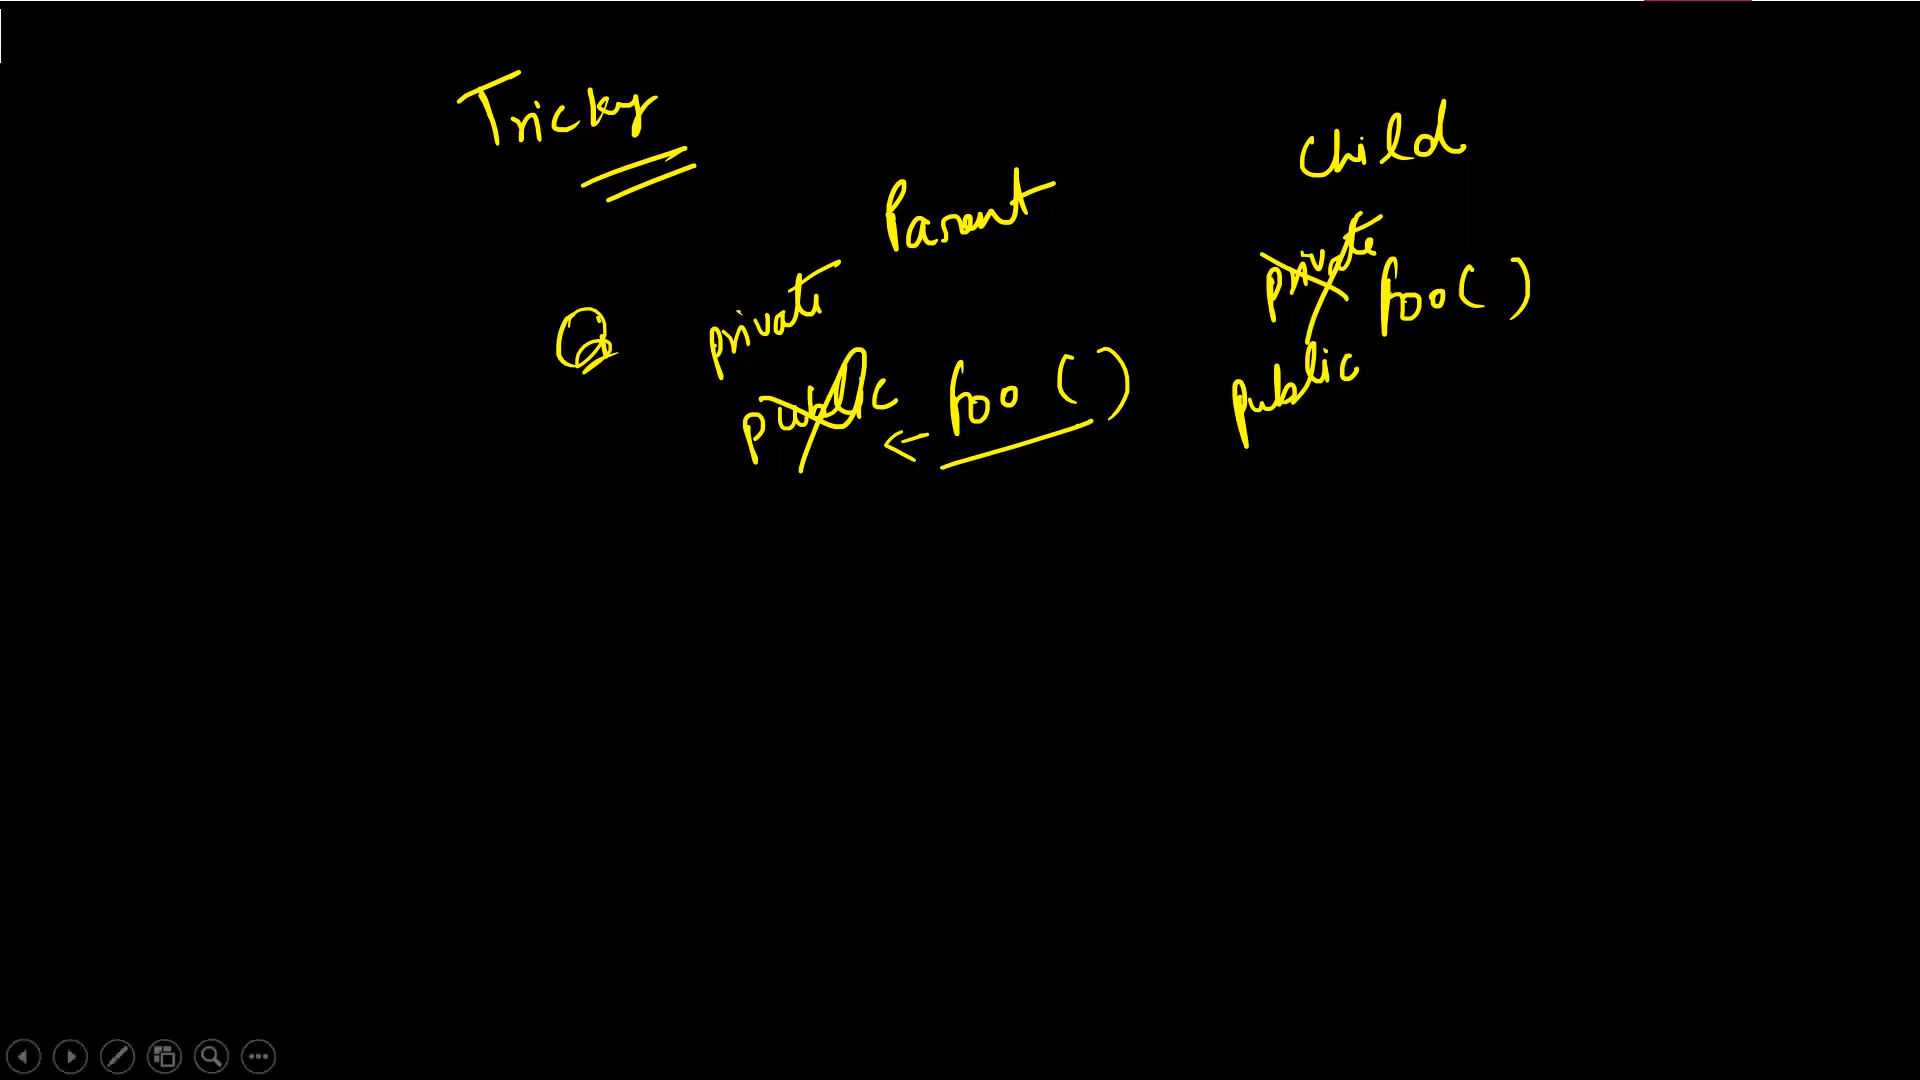 Tricky
Child
Parent
private foo()
Q private
public ← foo()
public